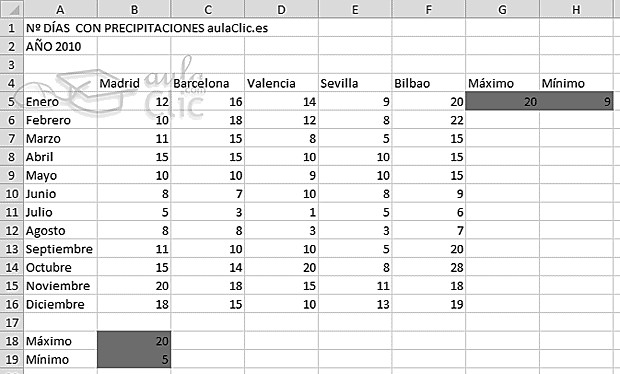 A B C D E F G H
1 Nº DÍAS CON PRECIPITACIONES aulaClic.es
2 AÑO 2010
3
4 Madrid Barcelona Valencia Sevilla Bilbao Máximo Mínimo
5 Enero 12 16 14 9 20 20 9
6 Febrero 10 18 12 8 22
7 Marzo 11 15 8 5 15
8 Abril 15 15 10 10 15
9 Mayo 10 10 9 10 15
10 Junio 8 7 10 8 9
11 Julio 5 3 1 5 6
12 Agosto 8 8 3 3 7
13 Septiembre 11 10 10 5 20
14 Octubre 15 14 20 8 28
15 Noviembre 20 18 15 11 18
16 Diciembre 18 15 10 13 19
17
18 Máximo 20
19 Mínimo 5
aula
Clic
.com